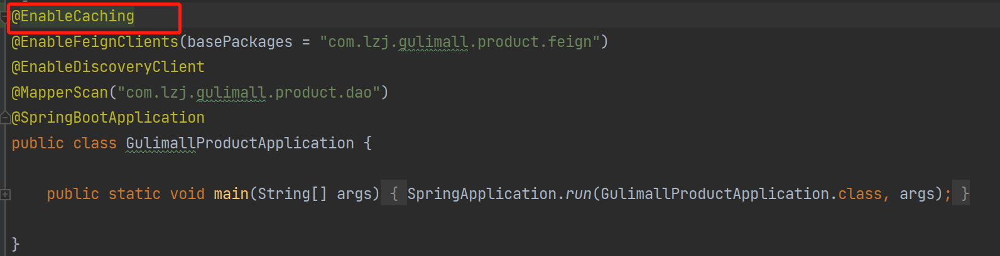 @EnableCaching
@EnableFeignClients(basePackages = "com.lzj.gulimall.product.feign")
@EnableDiscoveryClient
@MapperScan("com.lzj.gulimall.product.dao")
@SpringBootApplication
public class GulimallProductApplication {
public static void main(String[] args) { SpringApplication.run(GulimallProductApplication.class, args); }
}